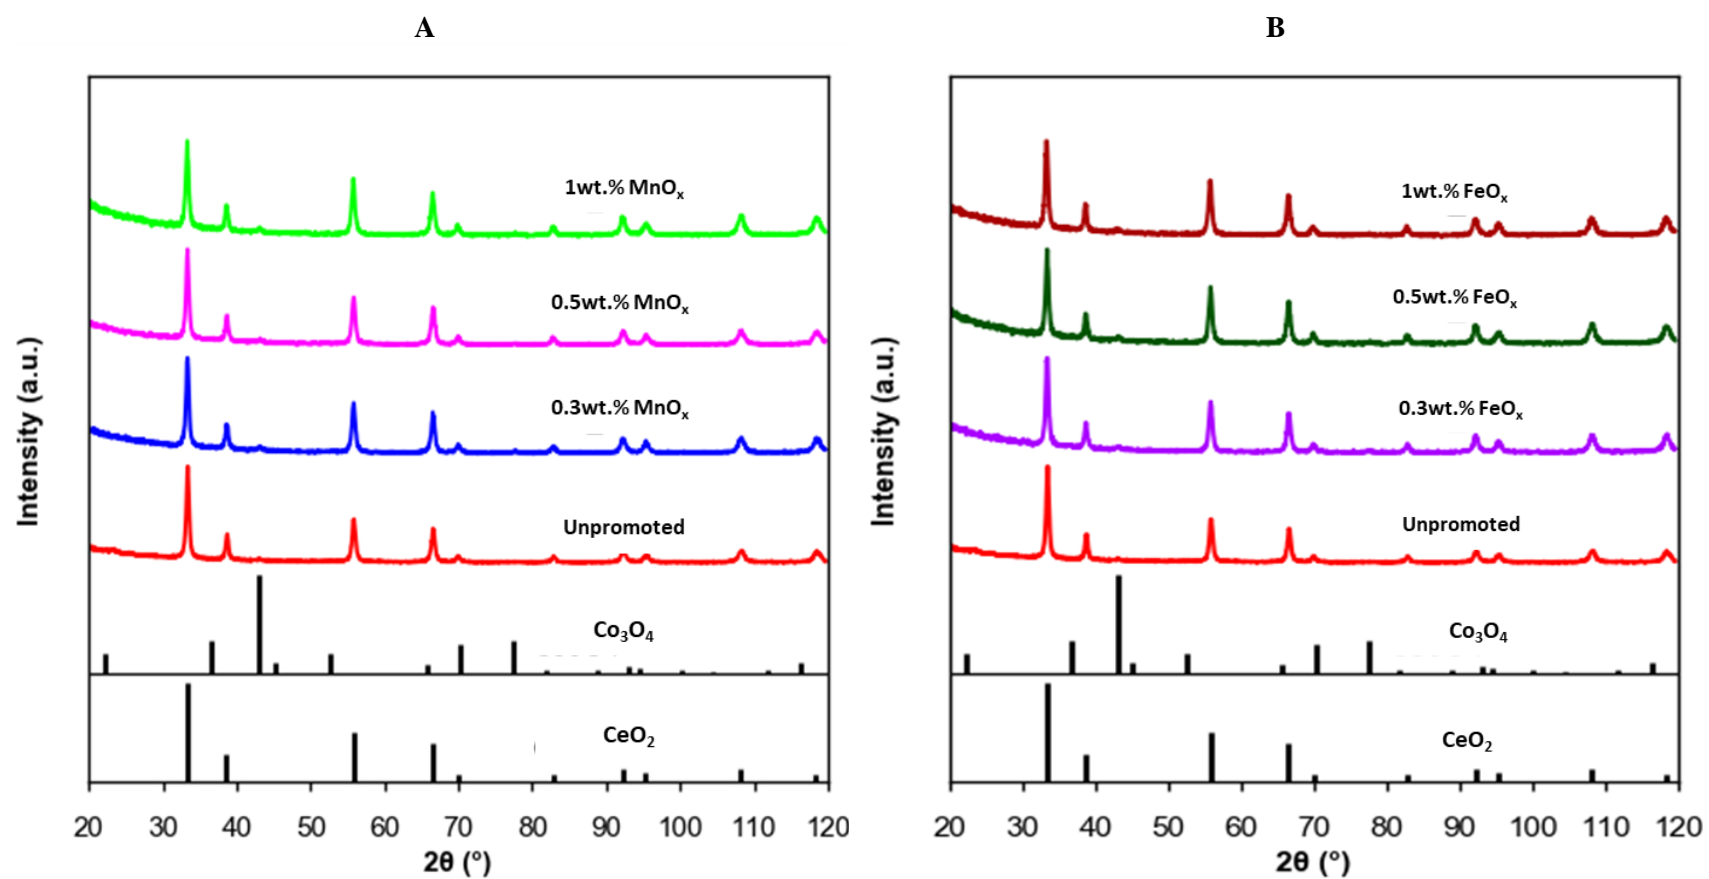 A
1wt.% MnOx
0.5wt.% MnOx
0.3wt.% MnOx
Unpromoted
Co3O4
CeO2
Intensity (a.u.)
20 30 40 50 60 70 80 90 100 110 120
2θ (°)
B
1wt.% FeOx
0.5wt.% FeOx
0.3wt.% FeOx
Unpromoted
Co3O4
CeO2
Intensity (a.u.)
20 30 40 50 60 70 80 90 100 110 120
2θ (°)